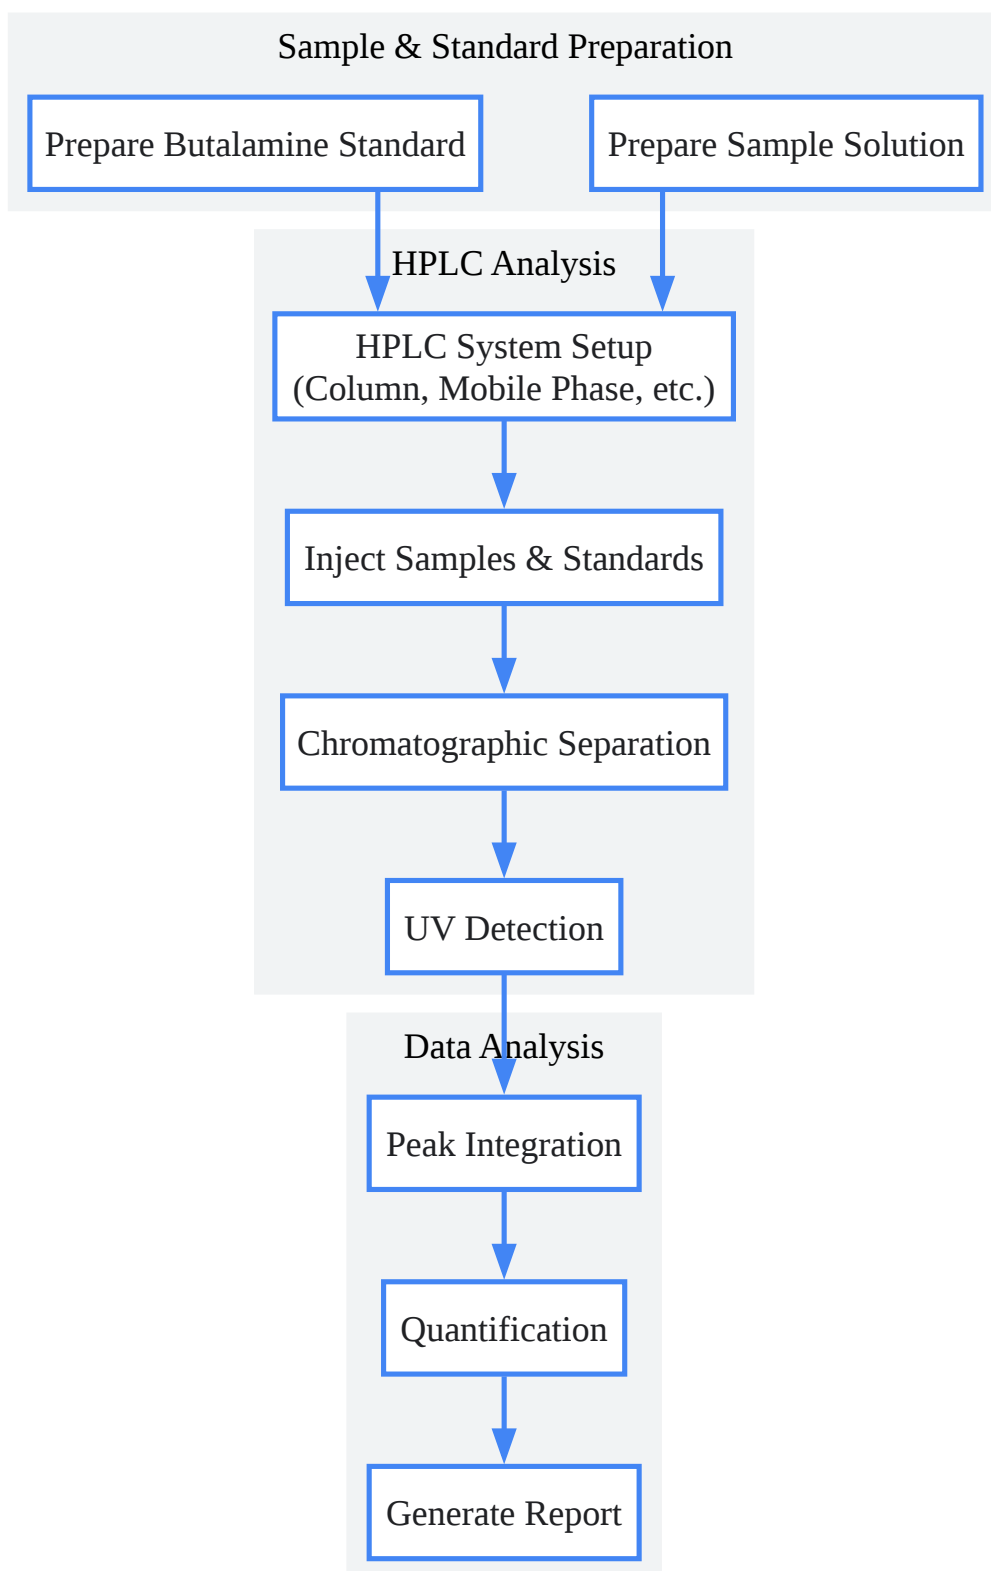 Sample & Standard Preparation
Prepare Butalamine Standard
Prepare Sample Solution
HPLC Analysis
HPLC System Setup
(Column, Mobile Phase, etc.)
Inject Samples & Standards
Chromatographic Separation
UV Detection
Data Analysis
Peak Integration
Quantification
Generate Report